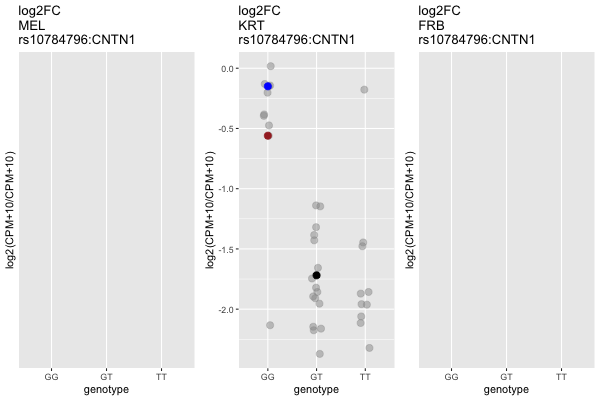 log2FC
MEL
rs10784796:CNTN1
log2(CPM+10/CPM+10)
GG GT TT
genotype
log2FC
KRT
rs10784796:CNTN1
log2(CPM+10/CPM+10)
0.0
-0.5
-1.0
-1.5
-2.0
GG GT TT
genotype
log2FC
FRB
rs10784796:CNTN1
log2(CPM+10/CPM+10)
GG GT TT
genotype